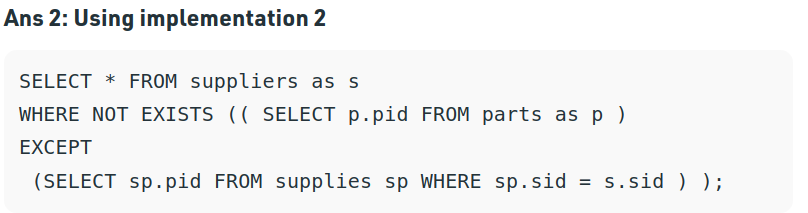 Ans 2: Using implementation 2
SELECT * FROM suppliers as s
WHERE NOT EXISTS (( SELECT p.pid FROM parts as p )
EXCEPT
(SELECT sp.pid FROM supplies sp WHERE sp.sid = s.sid ) );